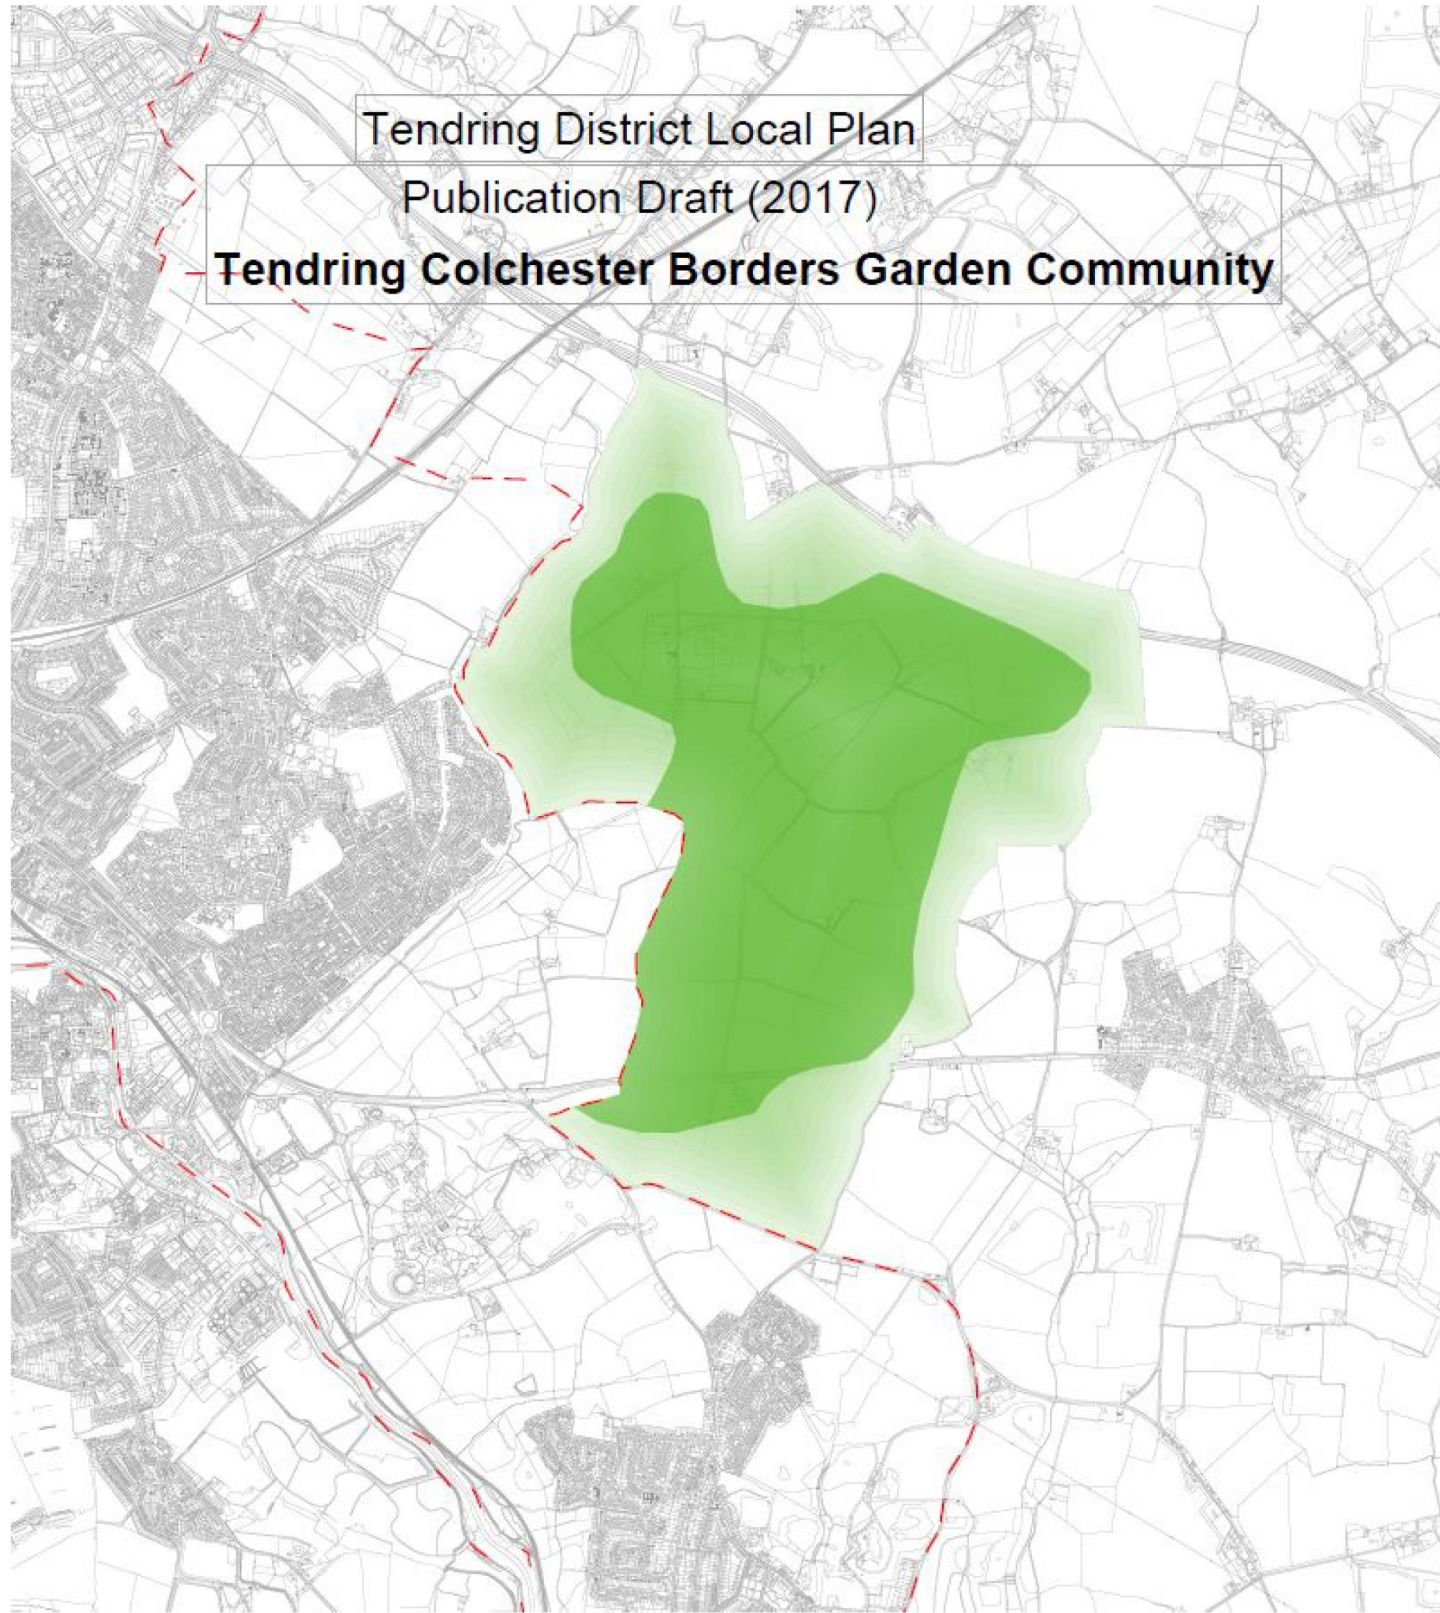 Tendring District Local Plan
Publication Draft (2017)
Tendring Colchester Borders Garden Community